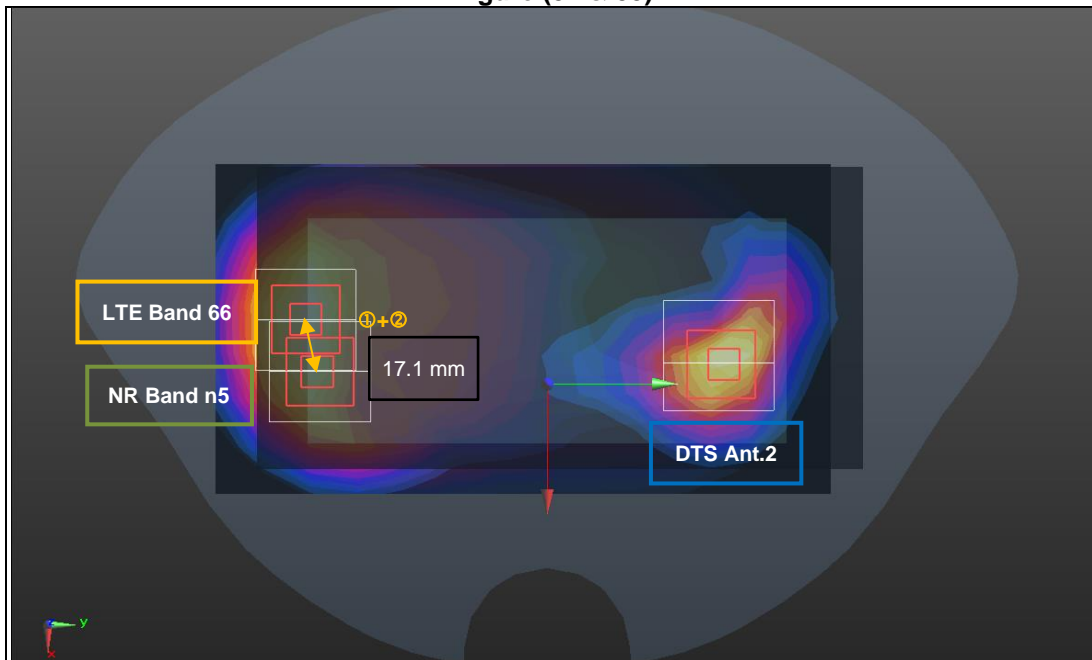 LTE Band 66
①+②
17.1 mm
NR Band n5
DTS Ant.2
y
x